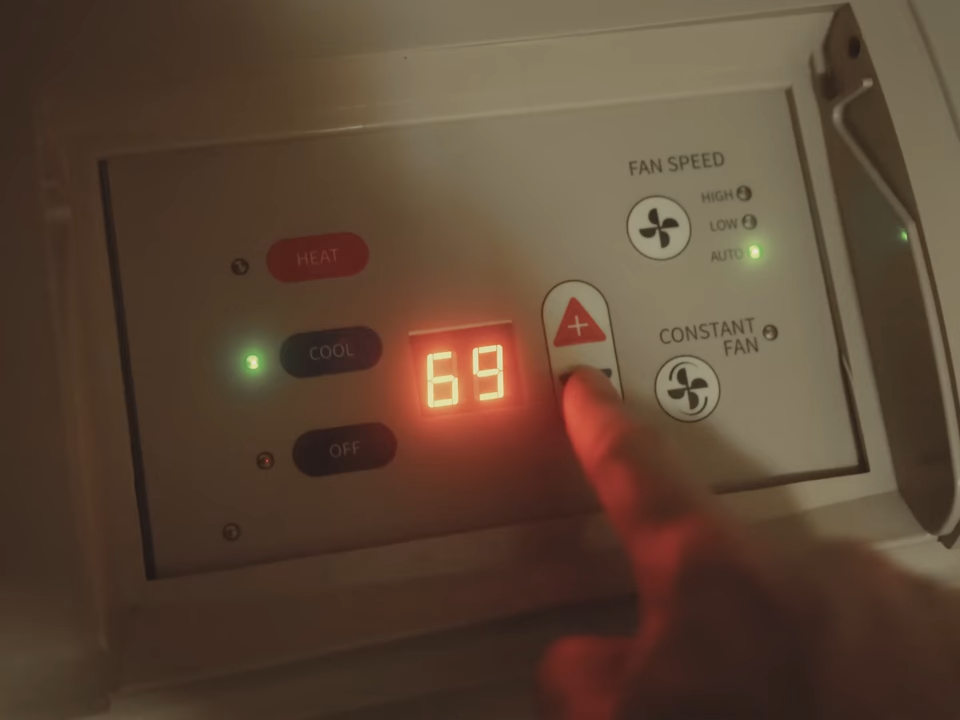 FAN SPEED
HIGH
LOW
AUTO
HEAT
COOL
OFF
69
+
CONSTANT
FAN